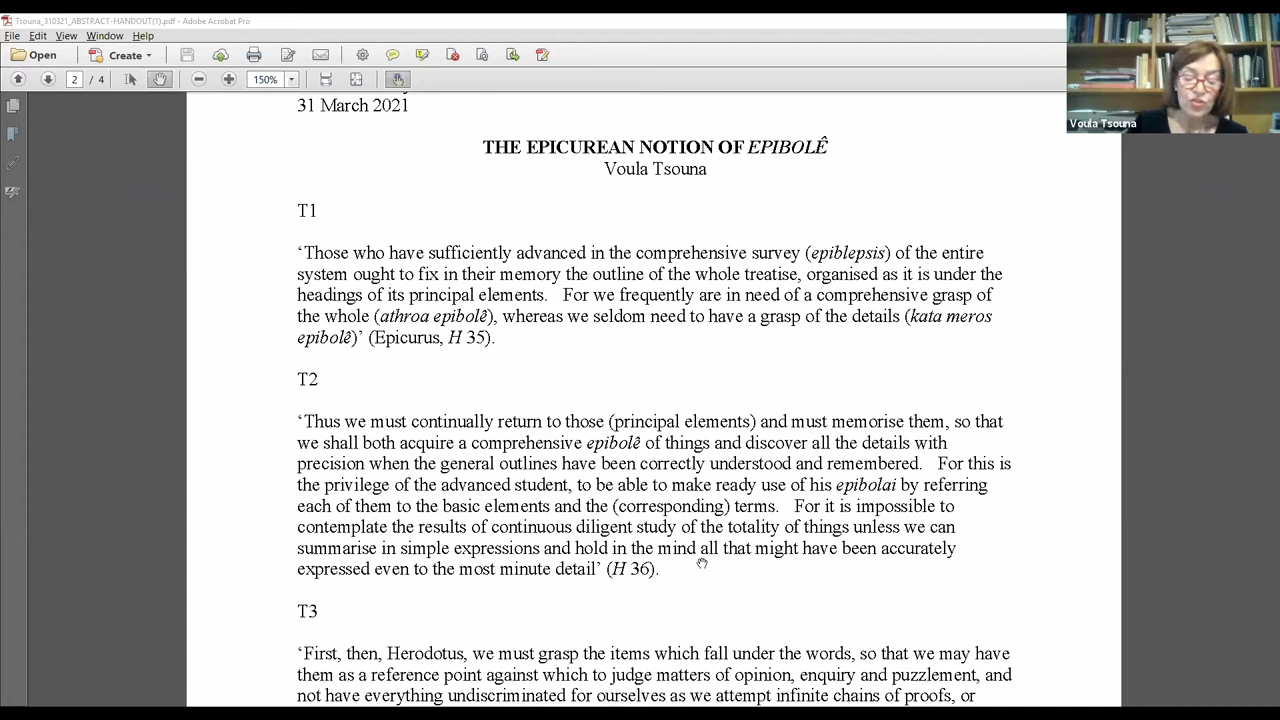 Tsouna_310321_ABSTRACT-HANDOUT(1).pdf - Adobe Acrobat Pro
File Edit View Window Help
Open Create
2 / 4 150%
Voula Tsouna
31 March 2021
THE EPICUREAN NOTION OF EPIBOLÊ
Voula Tsouna
T1
‘Those who have sufficiently advanced in the comprehensive survey (epiblepsis) of the entire
system ought to fix in their memory the outline of the whole treatise, organised as it is under the
headings of its principal elements. For we frequently are in need of a comprehensive grasp of
the whole (athroa epibolê), whereas we seldom need to have a grasp of the details (kata meros
epibolê)’ (Epicurus, H 35).
T2
‘Thus we must continually return to those (principal elements) and must memorise them, so that
we shall both acquire a comprehensive epibolê of things and discover all the details with
precision when the general outlines have been correctly understood and remembered. For this is
the privilege of the advanced student, to be able to make ready use of his epibolai by referring
each of them to the basic elements and the (corresponding) terms. For it is impossible to
contemplate the results of continuous diligent study of the totality of things unless we can
summarise in simple expressions and hold in the mind all that might have been accurately
expressed even to the most minute detail’ (H 36).
T3
‘First, then, Herodotus, we must grasp the items which fall under the words, so that we may have
them as a reference point against which to judge matters of opinion, enquiry and puzzlement, and
not have everything undiscriminated for ourselves as we attempt infinite chains of proofs, or